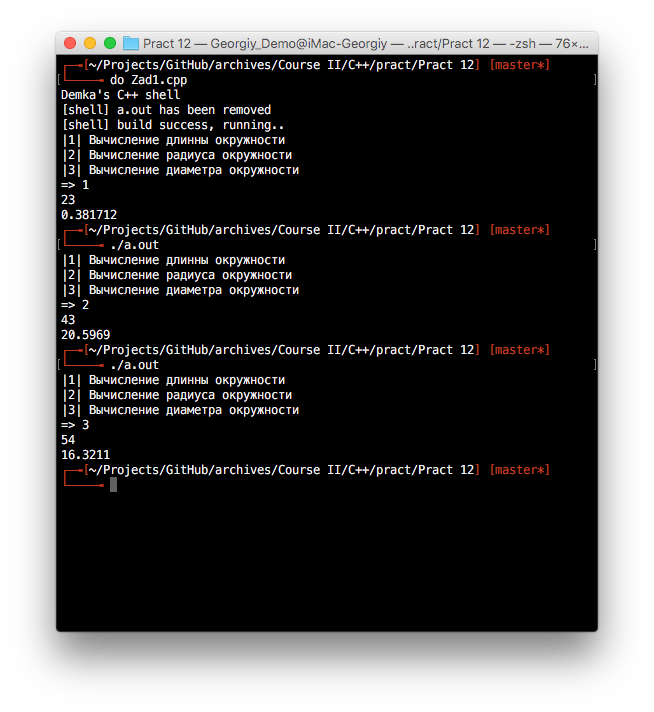 Pract 12 — Georgiy_Demo@iMac-Georgiy — ..ract/Pract 12 — -zsh — 76×...
[~/Projects/GitHub/archives/Course II/C++/pract/Pract 12] [master*]
do Zad1.cpp
Demka's C++ shell
[shell] a.out has been removed
[shell] build success, running..
|1| Вычисление длинны окружности
|2| Вычисление радиуса окружности
|3| Вычисление диаметра окружности
=> 1
23
0.381712
[~/Projects/GitHub/archives/Course II/C++/pract/Pract 12] [master*]
./a.out
|1| Вычисление длинны окружности
|2| Вычисление радиуса окружности
|3| Вычисление диаметра окружности
=> 2
43
20.5969
[~/Projects/GitHub/archives/Course II/C++/pract/Pract 12] [master*]
./a.out
|1| Вычисление длинны окружности
|2| Вычисление радиуса окружности
|3| Вычисление диаметра окружности
=> 3
54
16.3211
[~/Projects/GitHub/archives/Course II/C++/pract/Pract 12] [master*]